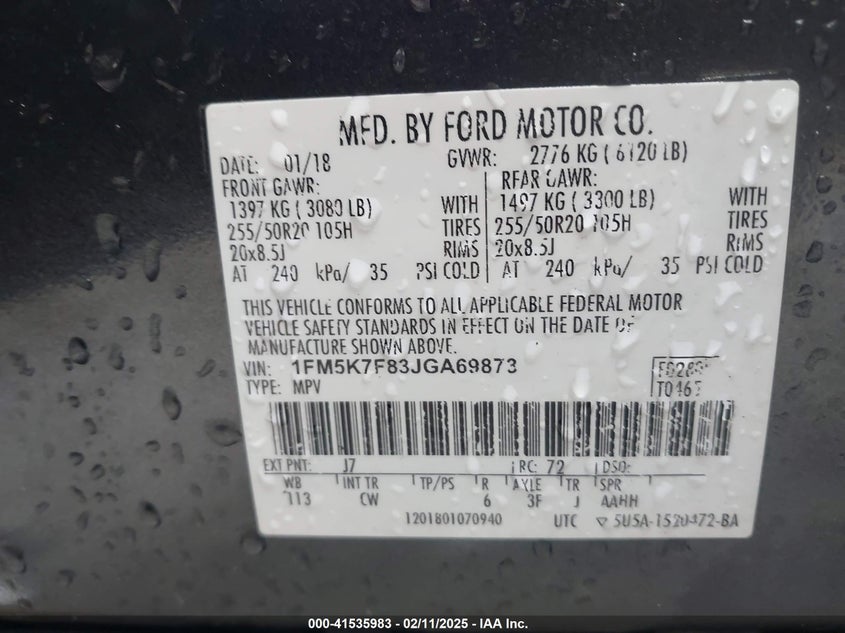 MFD. BY FORD MOTOR CO.
DATE: 01/18 GVWR: 2776 KG ( 6120 LB)
FRONT GAWR: REAR GAWR:
1397 KG ( 3080 LB) WITH 1497 KG ( 3300 LB) WITH
255/50R20 105H TIRES 255/50R20 105H TIRES
20x8.5J RIMS 20x8.5J RIMS
AT 240 kPa/ 35 PSI COLD AT 240 kPa/ 35 PSI COLD
THIS VEHICLE CONFORMS TO ALL APPLICABLE FEDERAL MOTOR
VEHICLE SAFETY STANDARDS IN EFFECT ON THE DATE OF
MANUFACTURE SHOWN ABOVE.
VIN: 1FM5K7F83JGA69873
TYPE: MPV
EXT PNT: J7 RC: 72 DSO:
WB INT TR TP/PS R AXLE TR SPR
113 CW 6 3F J AAHH
1201801070940 UTC ▽ 5U5A-1520472-BA
000-41535983 - 02/11/2025 - IAA Inc.